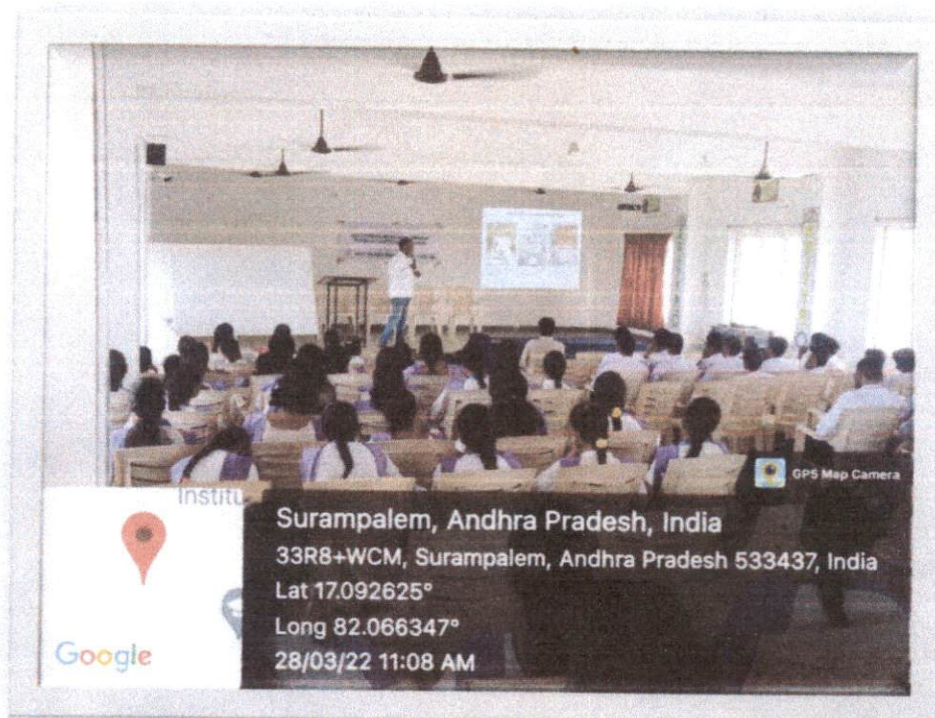 GPS Map Camera
Institu
Surampalem, Andhra Pradesh, India
33R8+WCM, Surampalem, Andhra Pradesh 533437, India
Lat 17.092625°
Long 82.066347°
28/03/22 11:08 AM
Google